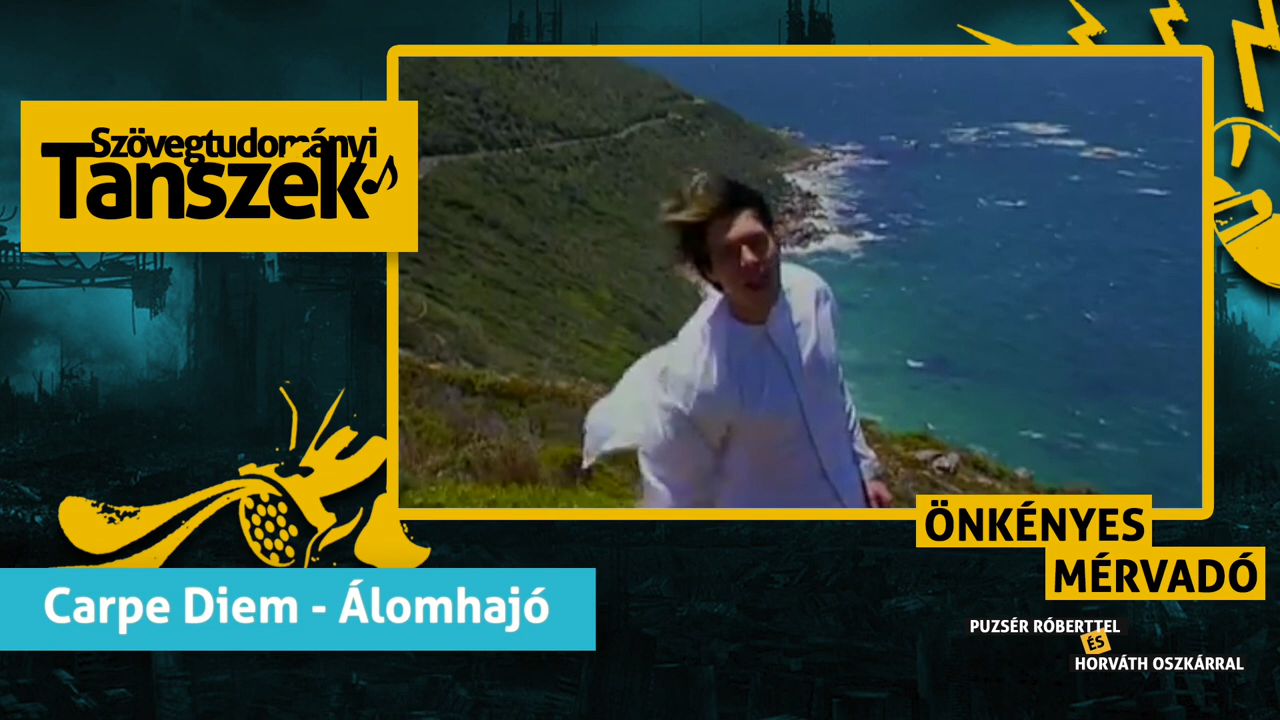 Szövegtudományi
Tanszék
Carpe Diem - Álomhajó
ÖNKÉNYES
MÉRVADÓ
PUZSÉR RÓBERTTEL
ÉS
HORVÁTH OSZKÁRRAL